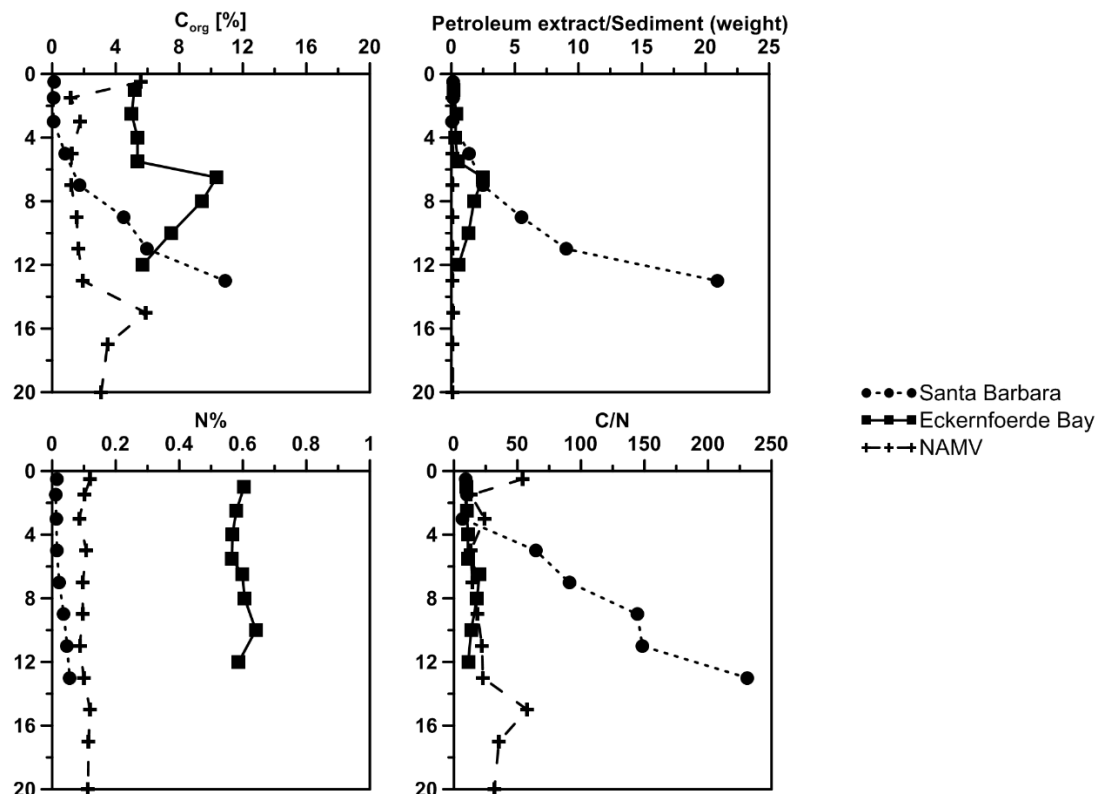 C_org [%]
0 4 8 12 16 20
0
4
8
12
16
20
Petroleum extract/Sediment (weight)
0 5 10 15 20 25
0
4
8
12
16
20
Santa Barbara
Eckernfoerde Bay
NAMV
N%
0 0.2 0.4 0.6 0.8 1
0
4
8
12
16
20
C/N
0 50 100 150 200 250
0
4
8
12
16
20